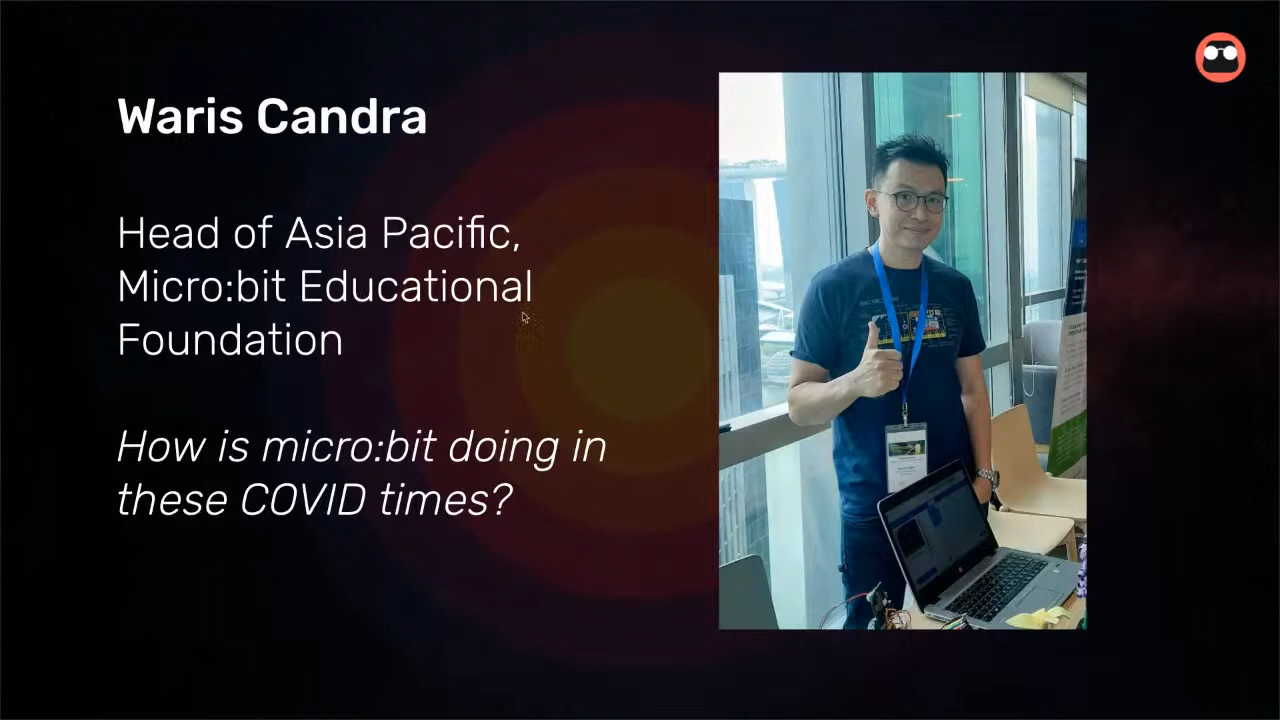 Waris Candra
Head of Asia Pacific,
Micro:bit Educational
Foundation
How is micro:bit doing in
these COVID times?